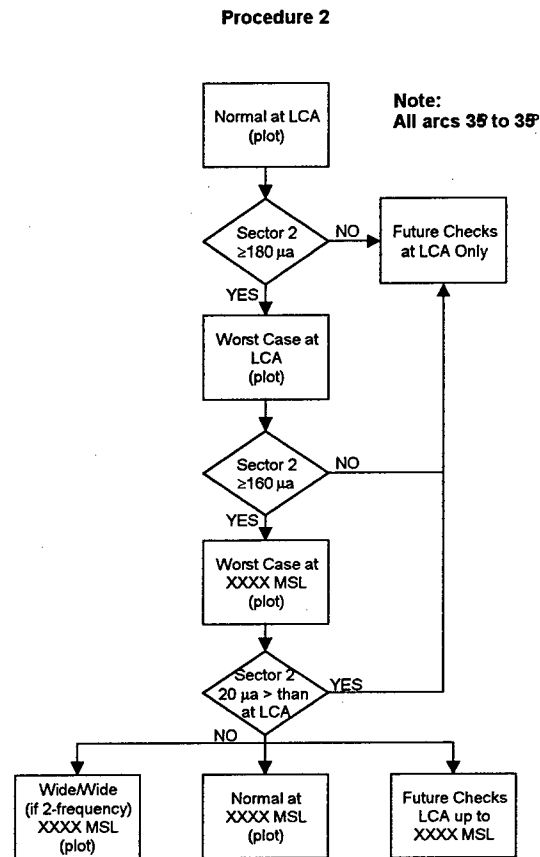 Procedure 2
Normal at LCA
(plot)
Note:
All arcs 35° to 35°
Sector 2
≥180 µa
NO
Future Checks
at LCA Only
YES
Worst Case at
LCA
(plot)
Sector 2
≥160 µa
NO
YES
Worst Case at
XXXX MSL
(plot)
Sector 2
20 µa > than
at LCA
YES
NO
Wide/Wide
(if 2-frequency)
XXXX MSL
(plot)
Normal at
XXXX MSL
(plot)
Future Checks
LCA up to
XXXX MSL